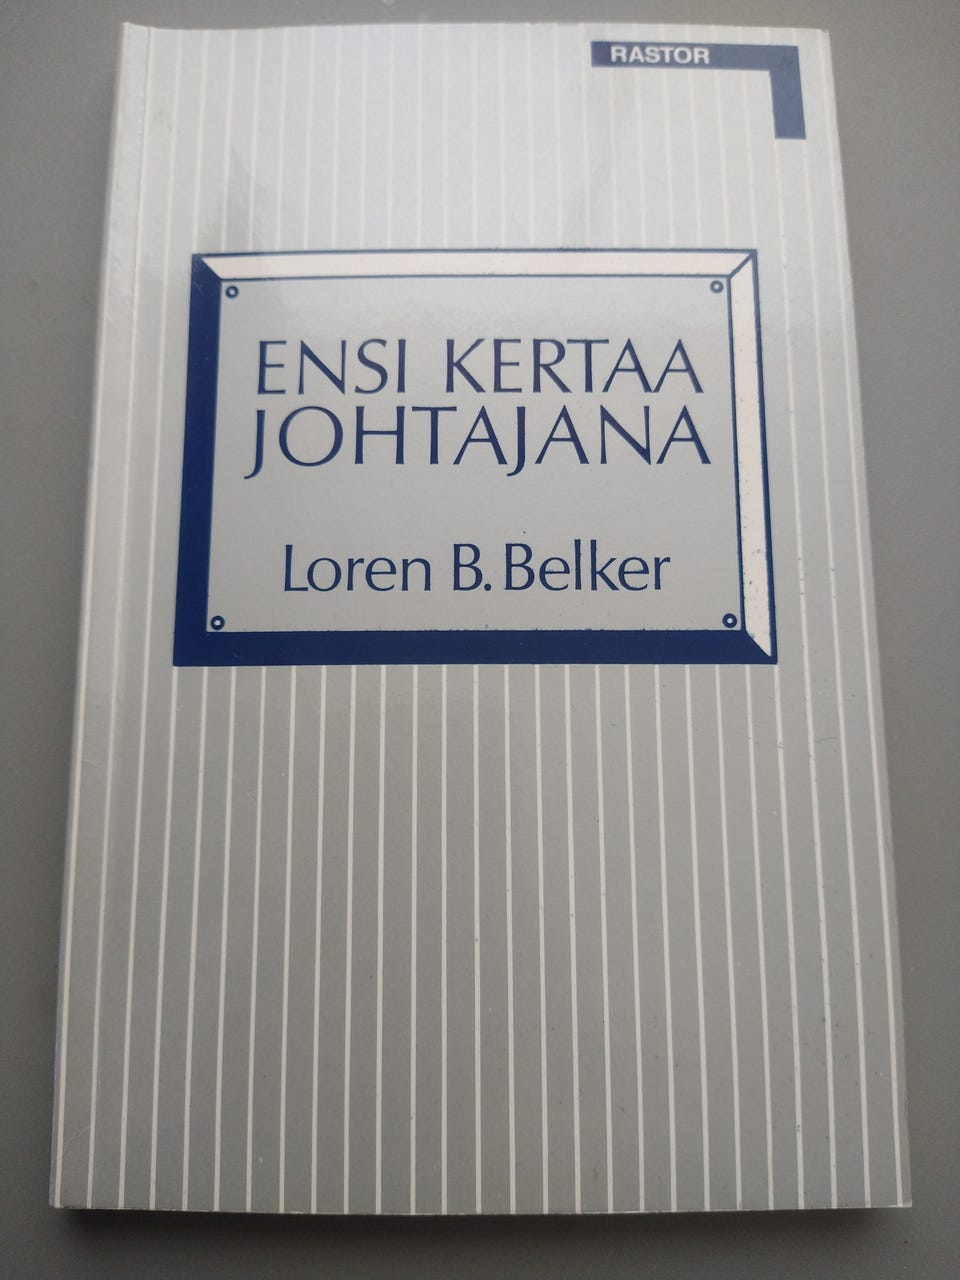 RASTOR
ENSI KERTAA
JOHTAJANA
Loren B. Belker